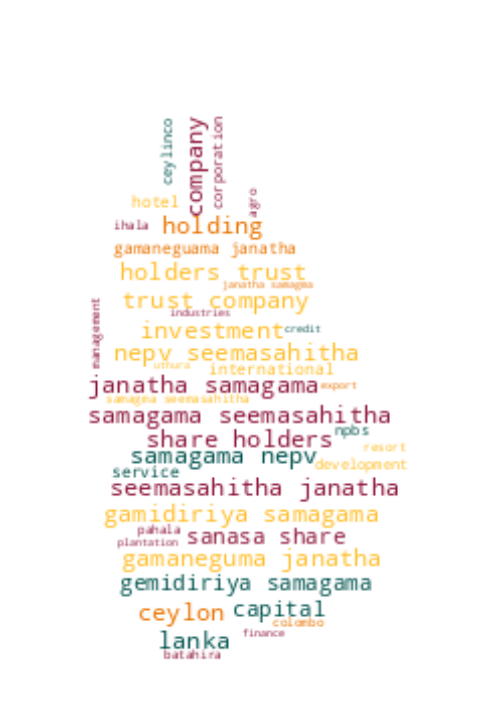 ceylinco
company
corporation
hotel
agro
ihala
holding
gamaneguama janatha
holders trust
janatha samagma
trust company
management
industries
investment
credit
nepv seemasahitha
uthura
international
janatha samagama
export
samagma seemasahitha
samagama seemasahitha
share holders
npbs
samagama nepv
resort
development
service
seemasahitha janatha
gamidiriya samagama
pahala
sanasa share
plantation
gamaneguma janatha
gemidiriya samagama
ceylon
capital
colombo
lanka
finance
batahira